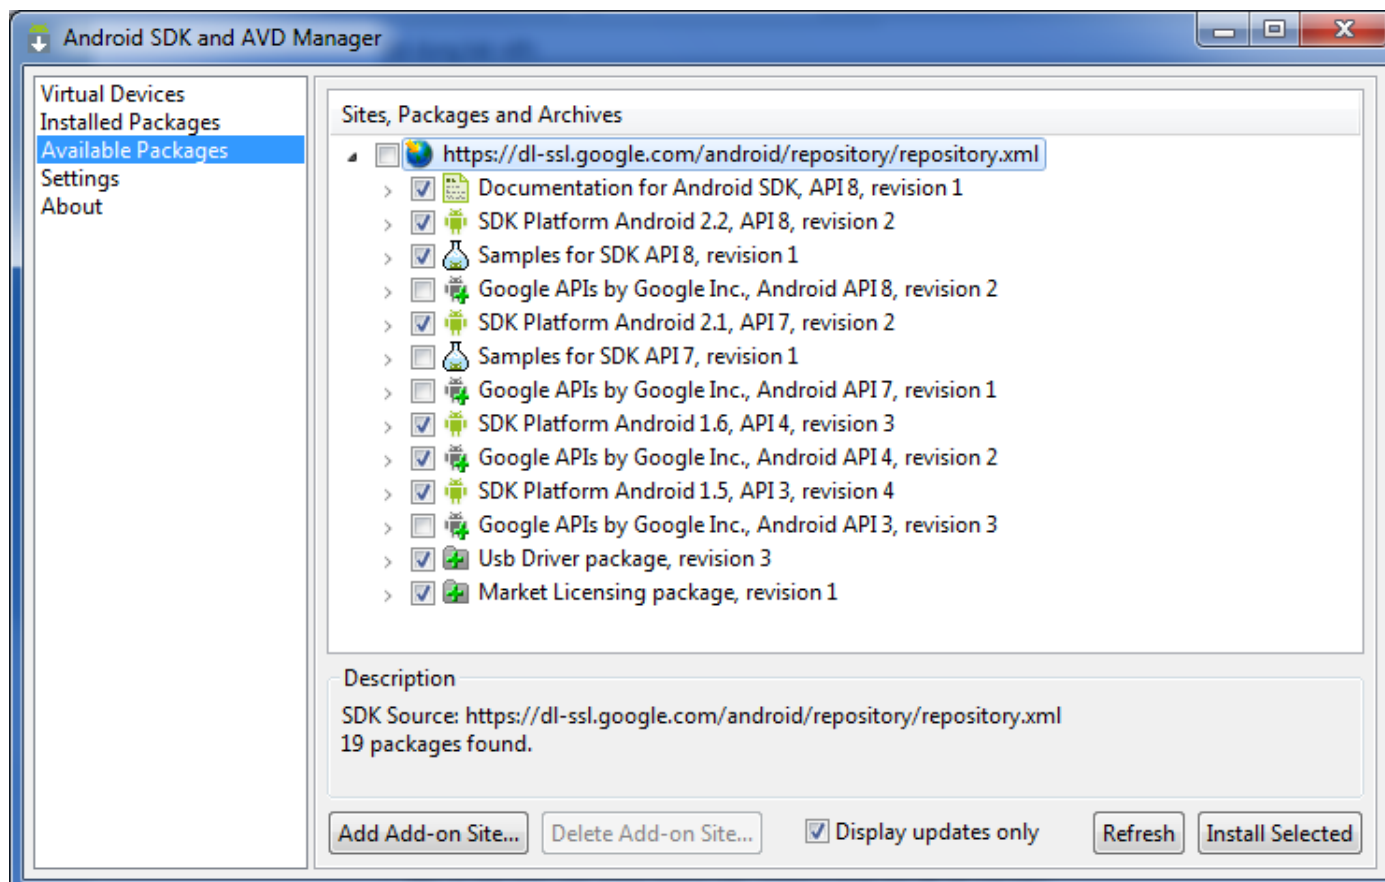 Android SDK and AVD Manager
Virtual Devices
Installed Packages
Available Packages
Settings
About
Sites, Packages and Archives
https://dl-ssl.google.com/android/repository/repository.xml
Documentation for Android SDK, API 8, revision 1
SDK Platform Android 2.2, API 8, revision 2
Samples for SDK API 8, revision 1
Google APIs by Google Inc., Android API 8, revision 2
SDK Platform Android 2.1, API 7, revision 2
Samples for SDK API 7, revision 1
Google APIs by Google Inc., Android API 7, revision 1
SDK Platform Android 1.6, API 4, revision 3
Google APIs by Google Inc., Android API 4, revision 2
SDK Platform Android 1.5, API 3, revision 4
Google APIs by Google Inc., Android API 3, revision 3
Usb Driver package, revision 3
Market Licensing package, revision 1
Description
SDK Source: https://dl-ssl.google.com/android/repository/repository.xml
19 packages found.
Add Add-on Site...
Delete Add-on Site...
Display updates only
Refresh
Install Selected